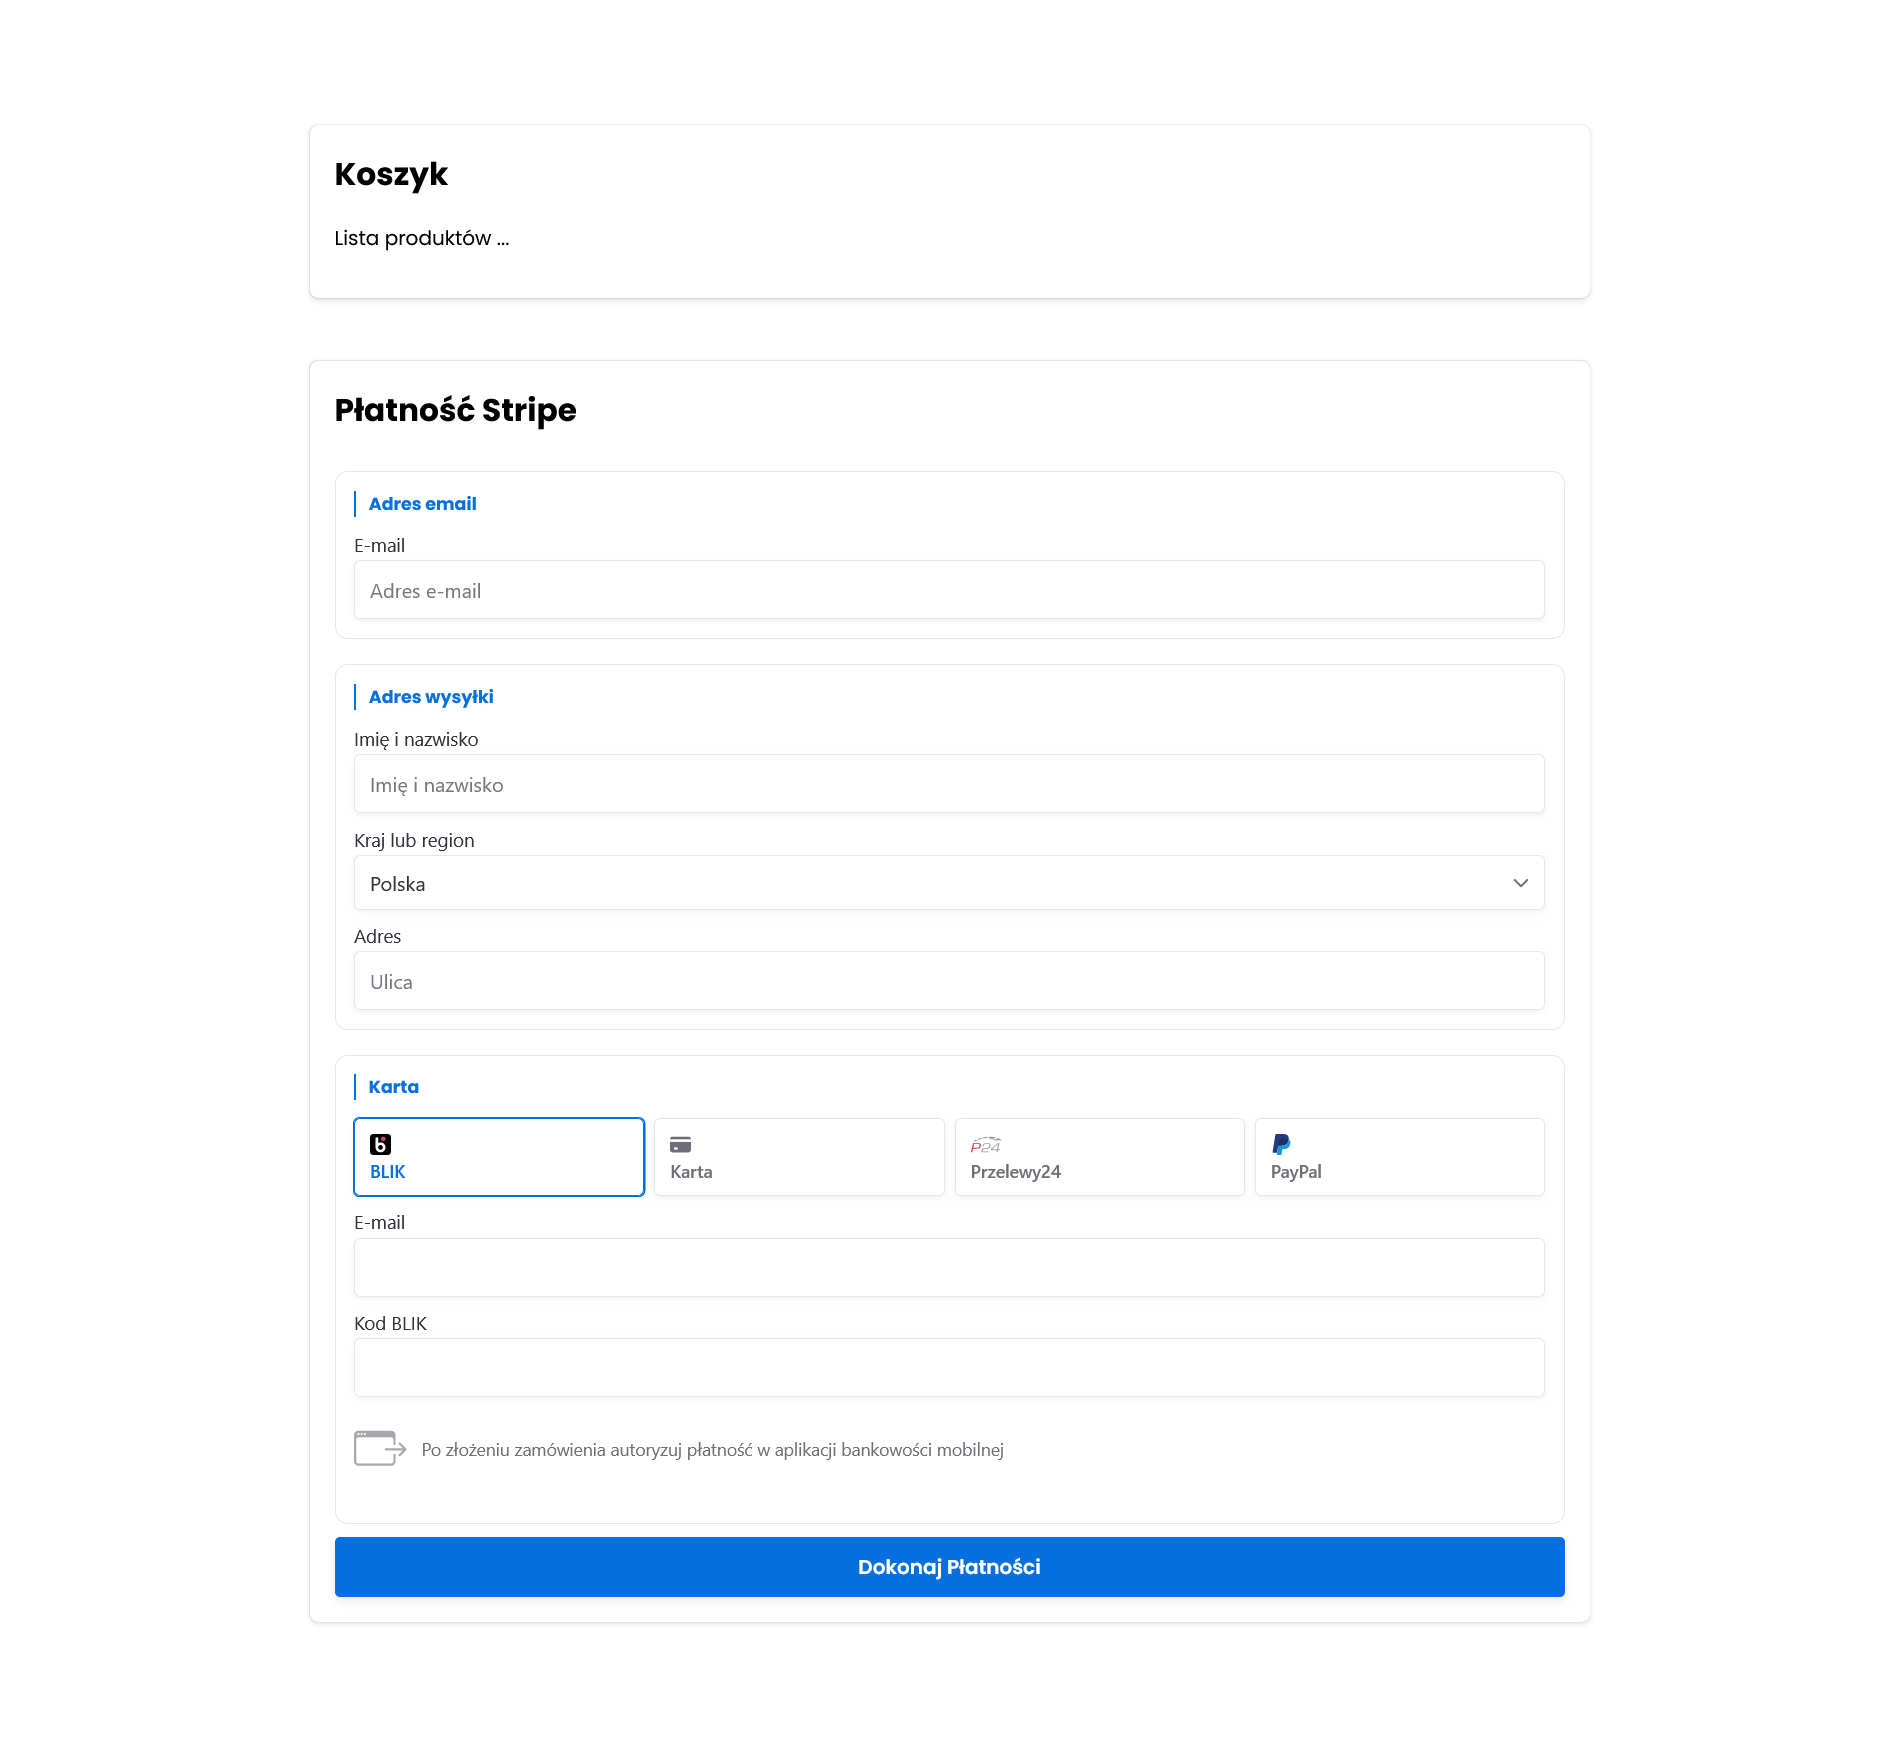 Koszyk
Lista produktów ...
Płatność Stripe
Adres email
E-mail
Adres e-mail
Adres wysyłki
Imię i nazwisko
Imię i nazwisko
Kraj lub region
Polska
Adres
Ulica
Karta
b
P24
BLIK
Karta
Przelewy24
PayPal
E-mail
Kod BLIK
Po złożeniu zamówienia autoryzuj płatność w aplikacji bankowości mobilnej
Dokonaj Płatności